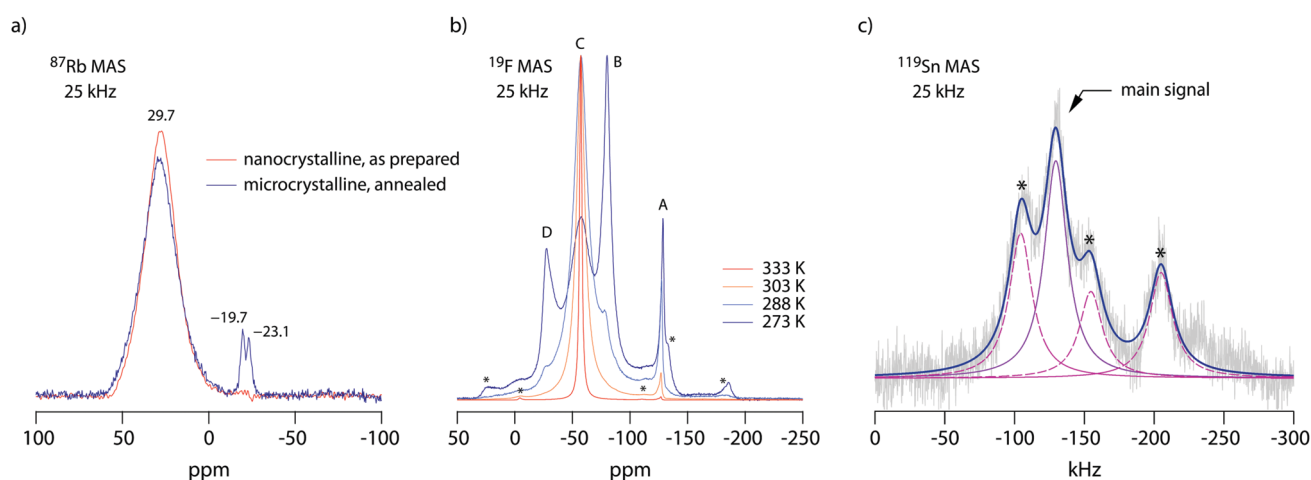 a)
⁸⁷Rb MAS
25 kHz
29.7
nanocrystalline, as prepared
microcrystalline, annealed
−19.7
−23.1
100 50 0 -50 -100
ppm
b)
¹⁹F MAS
25 kHz
C
B
A
D
333 K
303 K
288 K
273 K
* * * * *
50 0 -50 -100 -150 -200 -250
ppm
c)
¹¹⁹Sn MAS
25 kHz
main signal
* * *
0 -50 -100 -150 -200 -250 -300
kHz